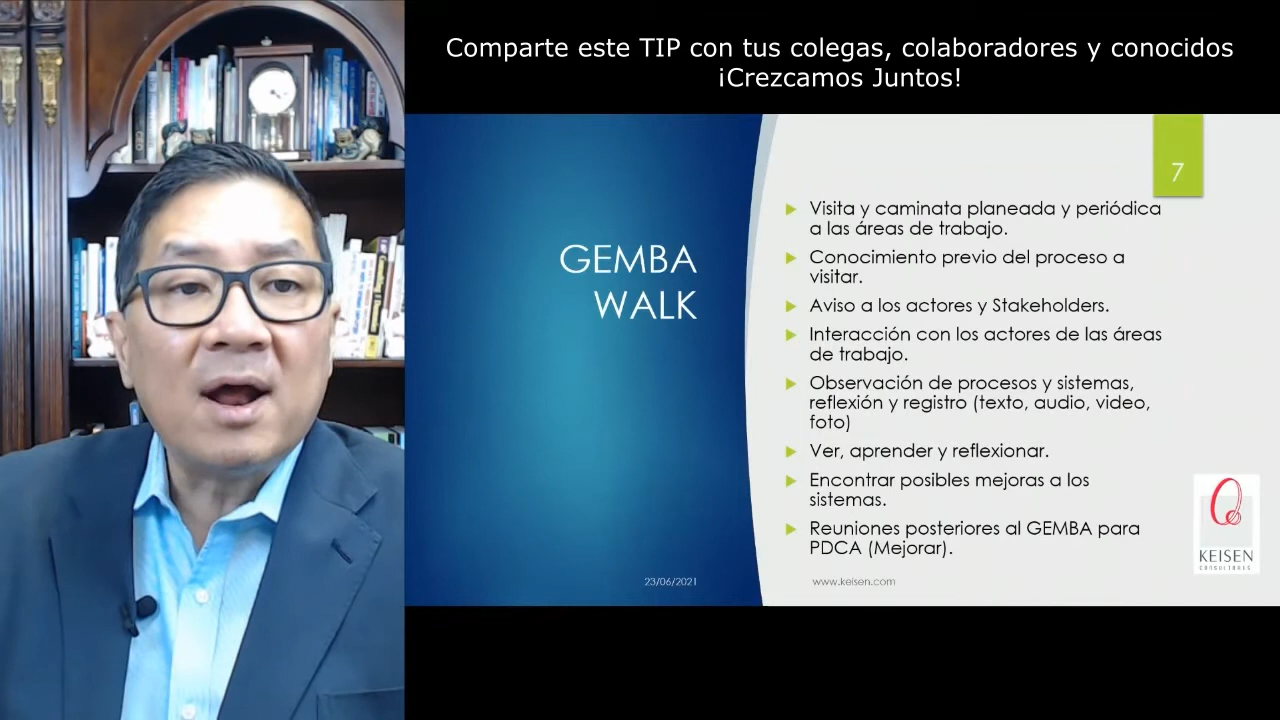 Comparte este TIP con tus colegas, colaboradores y conocidos
¡Crezcamos Juntos!
7
GEMBA
WALK
Visita y caminata planeada y periódica
a las áreas de trabajo.
Conocimiento previo del proceso a
visitar.
Aviso a los actores y Stakeholders.
Interacción con los actores de las áreas
de trabajo.
Observación de procesos y sistemas,
reflexión y registro (texto, audio, video,
foto)
Ver, aprender y reflexionar.
Encontrar posibles mejoras a los
sistemas.
Reuniones posteriores al GEMBA para
PDCA (Mejorar).
23/06/2021
www.keisen.com
KEISEN
CONSULTORES